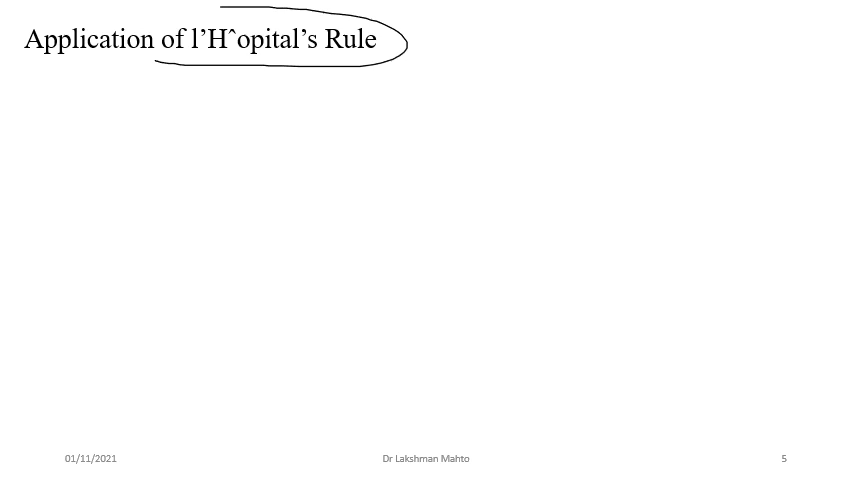 Application of l’Hˆopital’s Rule
01/11/2021
Dr Lakshman Mahto
5